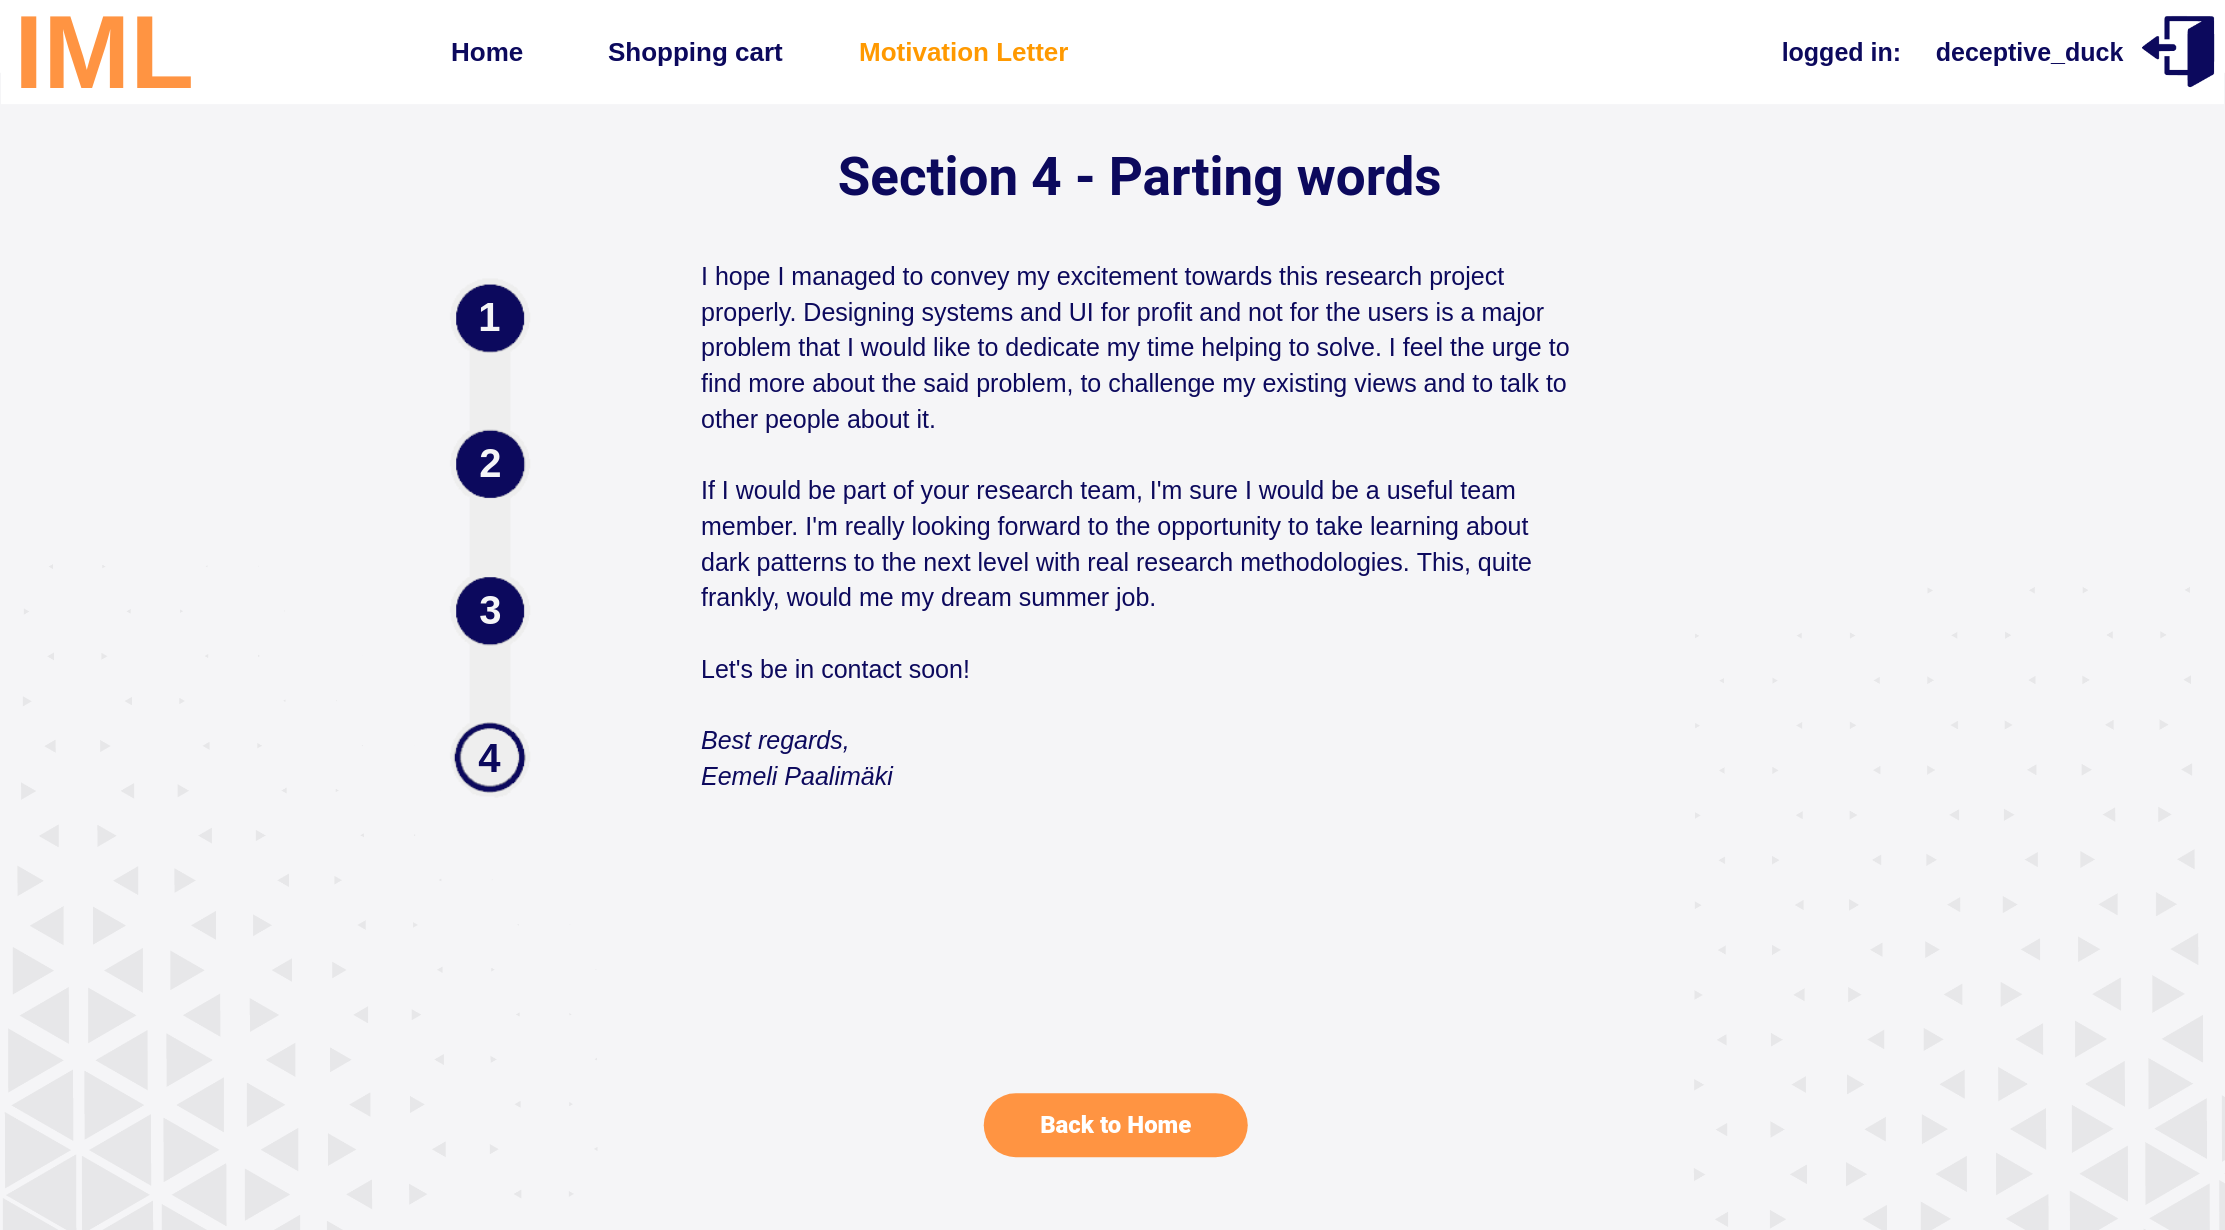 IML
Home
Shopping cart
Motivation Letter
logged in:
deceptive_duck
Section 4 - Parting words
1
2
3
4
I hope I managed to convey my excitement towards this research project
properly. Designing systems and UI for profit and not for the users is a major
problem that I would like to dedicate my time helping to solve. I feel the urge to
find more about the said problem, to challenge my existing views and to talk to
other people about it.
If I would be part of your research team, I'm sure I would be a useful team
member. I'm really looking forward to the opportunity to take learning about
dark patterns to the next level with real research methodologies. This, quite
frankly, would me my dream summer job.
Let's be in contact soon!
Best regards,
Eemeli Paalimäki
Back to Home